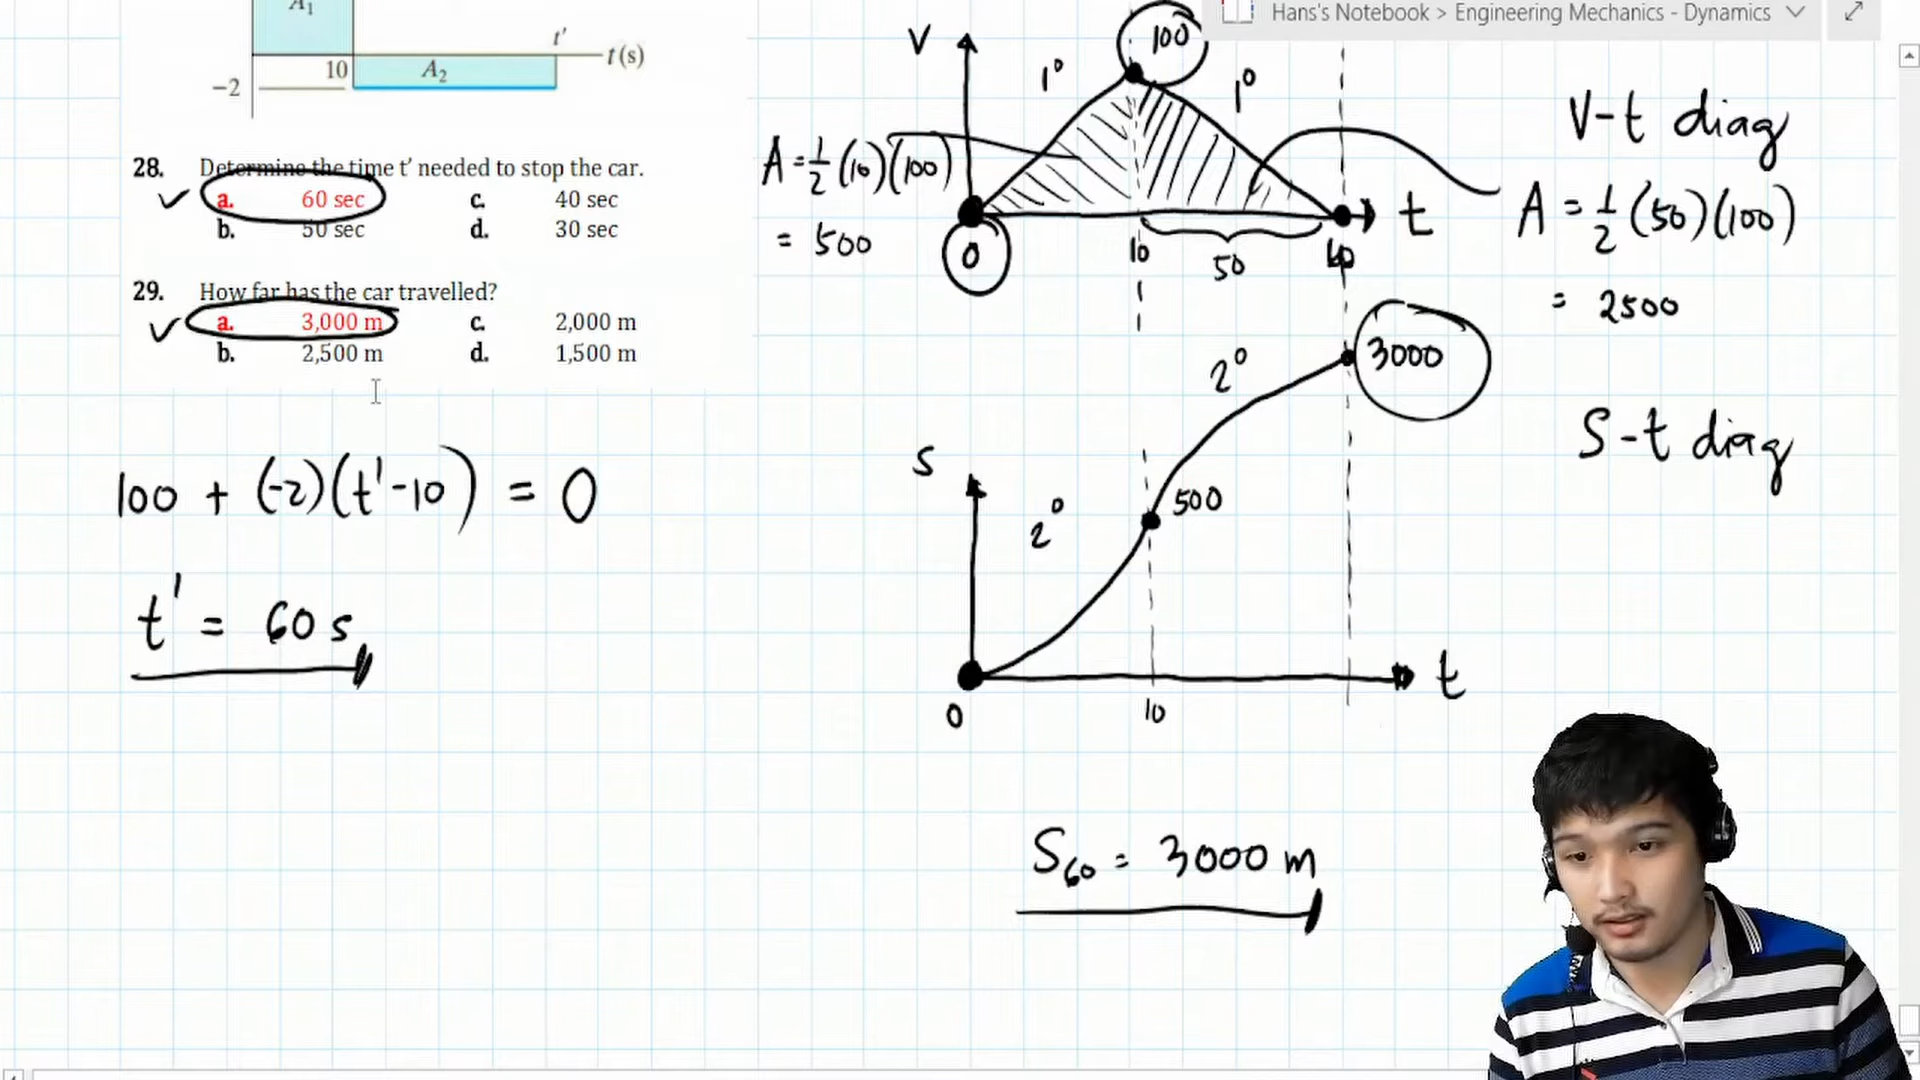 Hans's Notebook > Engineering Mechanics - Dynamics
A₁
t'
t(s)
10
A₂
-2
28. Determine the time t' needed to stop the car.
a. 60 sec c. 40 sec
b. 50 sec d. 30 sec
29. How far has the car travelled?
a. 3,000 m c. 2,000 m
b. 2,500 m d. 1,500 m
100 + (-2)(t'-10) = 0
t' = 60 s
V
100
1°
1°
A = ½ (10)(100)
= 500
0
10
50
60
t
V-t diag
A = ½ (50)(100)
= 2500
S
2°
500
2°
3000
0
10
t
S-t diag
S₆₀ = 3000 m